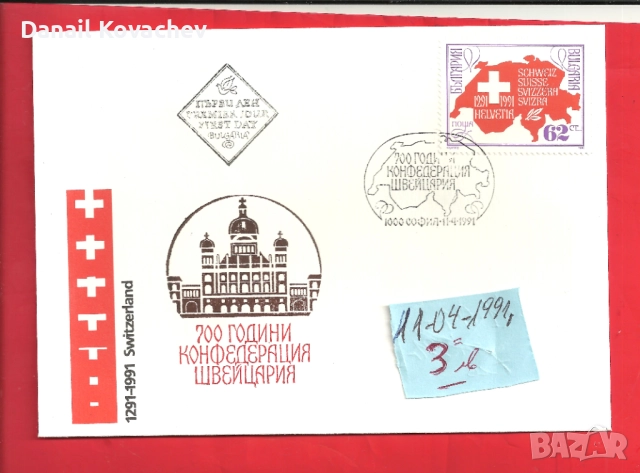 Danail Kovachev
ПЪРВИ ДЕН
PREMIER JOUR
FIRST DAY
(BULGARIA)
БЪЛГАРИЯ
BULGARIA
SCHWEIZ
SUISSE
SVIZZERA
SVIZRA
1291 1991
HELVETIA
ПОЩА
62 СТ.
700 ГОДИНИ
КОНФЕДЕРАЦИЯ
ШВЕЙЦАРИЯ
1000 СОФИЯ-11.4.1991
1291-1991 Switzerland
700 ГОДИНИ
КОНФЕДЕРАЦИЯ
ШВЕЙЦАРИЯ
11-04-1991,
3 лв
bazar